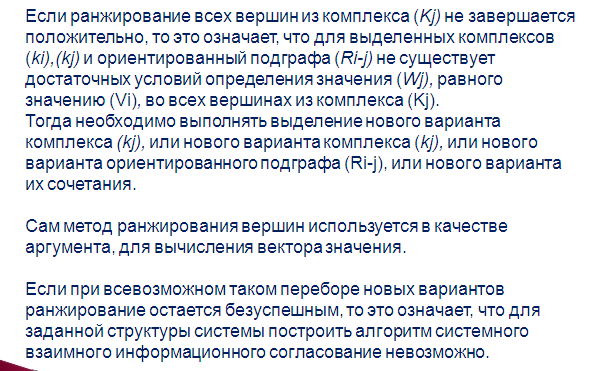 Если ранжирование всех вершин из комплекса (Kj) не завершается
положительно, то это означает, что для выделенных комплексов
(ki),(kj) и ориентированный подграфа (Ri-j) не существует
достаточных условий определения значения (Wj), равного
значению (Vi), во всех вершинах из комплекса (Kj).
Тогда необходимо выполнять выделение нового варианта
комплекса (kj), или нового варианта комплекса (kj), или нового
варианта ориентированного подграфа (Ri-j), или нового варианта
их сочетания.
Сам метод ранжирования вершин используется в качестве
аргумента, для вычисления вектора значения.
Если при всевозможном таком переборе новых вариантов
ранжирование остается безуспешным, то это означает, что для
заданной структуры системы построить алгоритм системного
взаимного информационного согласование невозможно.